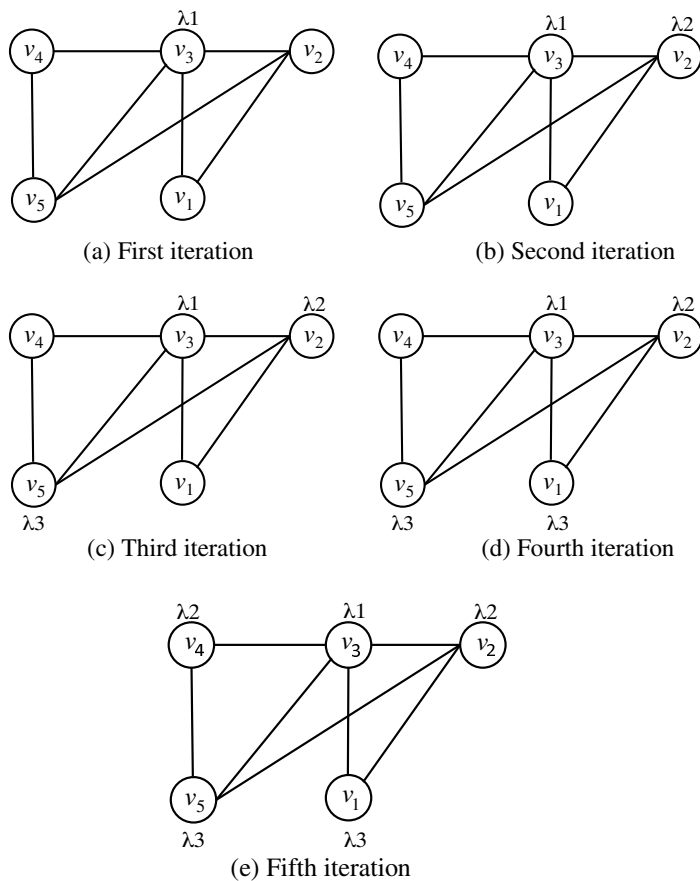 λ1
v4 v3 v2
v5 v1
(a) First iteration
λ1 λ2
v4 v3 v2
v5 v1
(b) Second iteration
λ1 λ2
v4 v3 v2
v5 v1
λ3
(c) Third iteration
λ1 λ2
v4 v3 v2
v5 v1
λ3 λ3
(d) Fourth iteration
λ2 λ1 λ2
v4 v3 v2
v5 v1
λ3 λ3
(e) Fifth iteration